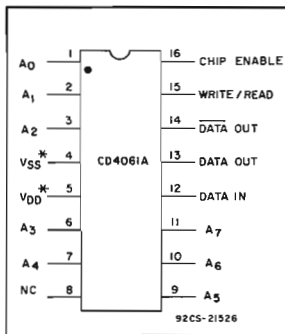 A0 1 16 CHIP ENABLE
A1 2 15 WRITE/READ
A2 3 14 DATA OUT
VSS* 4 CD4061A 13 DATA OUT
VDD* 5 12 DATA IN
A3 6 11 A7
A4 7 10 A6
NC 8 9 A5
92CS-21526